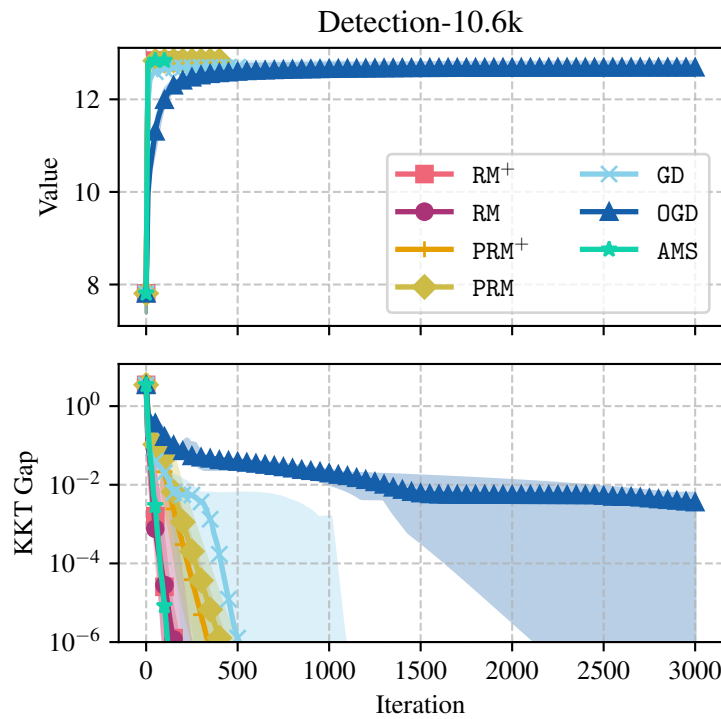 Detection-10.6k
12
10
8
Value
RM+
RM
PRM+
PRM
GD
OGD
AMS
10^0
10^-2
10^-4
10^-6
KKT Gap
0
500
1000
1500
2000
2500
3000
Iteration